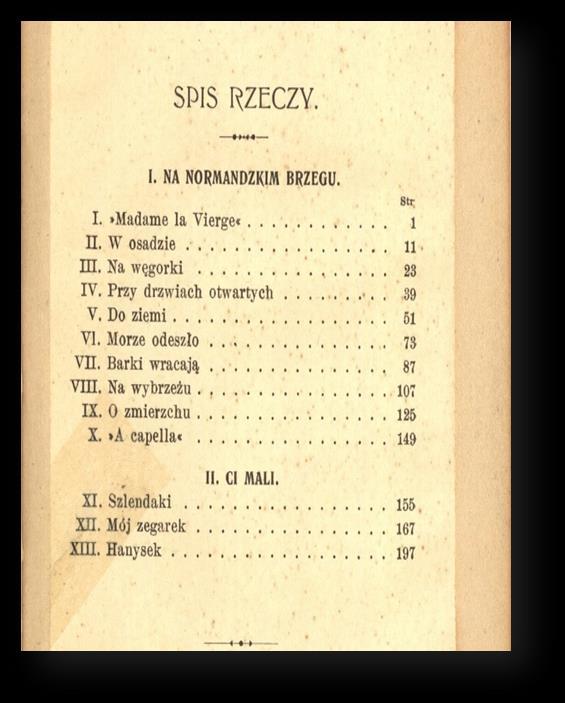 SPIS RZECZY.
I. NA NORMANDZKIM BRZEGU.
Str.
I. »Madame la Vierge« . . . . . . . . . . . . 1
II. W osadzie . . . . . . . . . . . . . . . . . 11
III. Na węgorki . . . . . . . . . . . . . . . . 23
IV. Przy drzwiach otwartych . . . . . . . . . 39
V. Do ziemi . . . . . . . . . . . . . . . . . . 51
VI. Morze odeszło . . . . . . . . . . . . . . . 73
VII. Barki wracają . . . . . . . . . . . . . . . 87
VIII. Na wybrzeżu . . . . . . . . . . . . . . . . 107
IX. O zmierzchu . . . . . . . . . . . . . . . . 125
X. »A capella« . . . . . . . . . . . . . . . . 149
II. CI MALI.
XI. Szlendaki . . . . . . . . . . . . . . . . . 155
XII. Mój zegarek . . . . . . . . . . . . . . . . 167
XIII. Hanysek . . . . . . . . . . . . . . . . . . 197